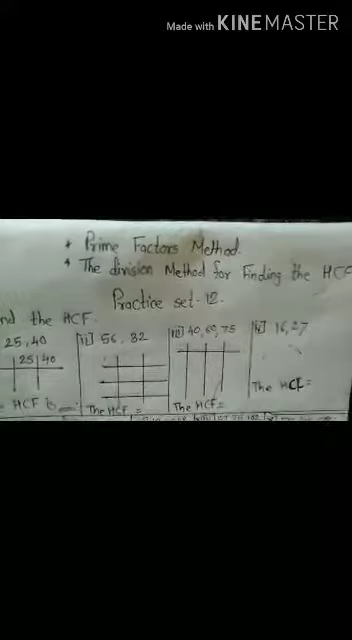 Made with KINEMASTER
* Prime Factors Method.
* The division Method for Finding the HCF
Practice set-12.
nd the HCF.
25, 40 ii] 56, 32 iii] 40, 60, 75 iv] 16, 27
25 40
HCF is The HCF = The HCF = The HCF =